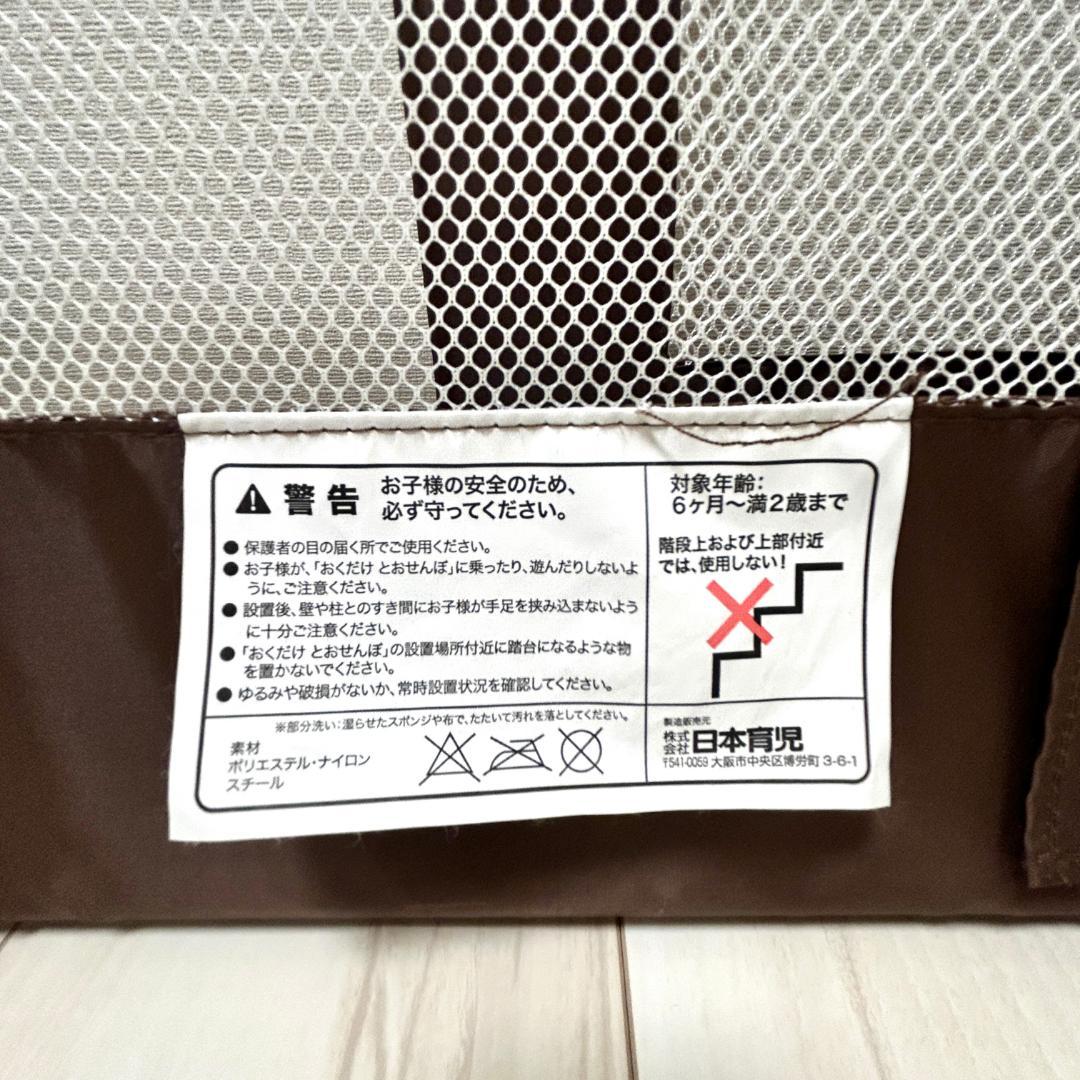 警告
お子様の安全のため、
必ず守ってください。
● 保護者の目の届く所でご使用ください。
● お子様が、「おくだけ とおせんぼ」に乗ったり、遊んだりしないよ
うに、ご注意ください。
● 設置後、壁や柱とのすき間にお子様が手足を挟み込まないよう
に十分ご注意ください。
● 「おくだけ とおせんぼ」の設置場所付近に踏台になるような物
を置かないでください。
● ゆるみや破損がないか、常時設置状況を確認してください。
対象年齢：
6ヶ月〜満2歳まで
階段上および上部付近
では、使用しない！
※部分洗い：湿らせたスポンジや布で、たたいて汚れを落としてください。
素材
ポリエステル・ナイロン
スチール
製造販売元
株式会社日本育児
〒541-0059 大阪市中央区博労町 3-6-1